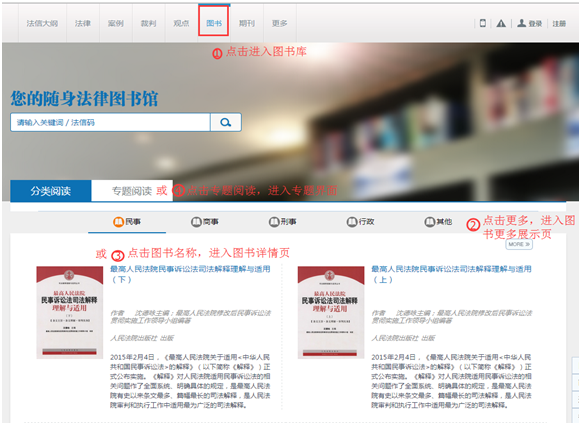 法信大纲 法律 案例 裁判 观点 图书 期刊 更多 登录 注册
① 点击进入图书库
您的随身法律图书馆
请输入关键词 / 法信码
分类阅读 专题阅读 或 点击专题阅读，进入专题
民事 商事 刑事 行政 其他
② 点击更多，进入图
书更多展示页
MORE
或 ③ 点击图书名称，进入图书详情页
最高人民法院民事诉讼法司法解释理解与适用
（下）
作者 沈德咏主编；最高人民法院修改后民事诉讼法
贯彻实施工作领导小组编著
人民法院出版社 出版
2015年2月4日，《最高人民法院关于适用<中华人民
共和国民事诉讼法>的解释》（以下简称《解释》）正
式公布实施。《解释》对人民法院适用民事诉讼法的相
关问题作了全面系统、明确具体的规定，是最高人民法
院有史以来条文最多、篇幅最长的司法解释，是人民法
院审判和执行工作中适用最为广泛的司法解释。
最高人民法院
民事诉讼法司法解释
理解与适用
最高人民法院民事诉讼法司法解释理解与适用
（上）
作者 沈德咏主编；最高人民法院修改后民事诉讼法
贯彻实施工作领导小组编著
人民法院出版社 出版
2015年2月4日，《最高人民法院关于适用<中华人民
共和国民事诉讼法>的解释》（以下简称《解释》）正
式公布实施。《解释》对人民法院适用民事诉讼法的相
关问题作了全面系统、明确具体的规定，是最高人民法
院有史以来条文最多、篇幅最长的司法解释，是人民法
院审判和执行工作中适用最为广泛的司法解释。
最高人民法院
民事诉讼法司法解释
理解与适用